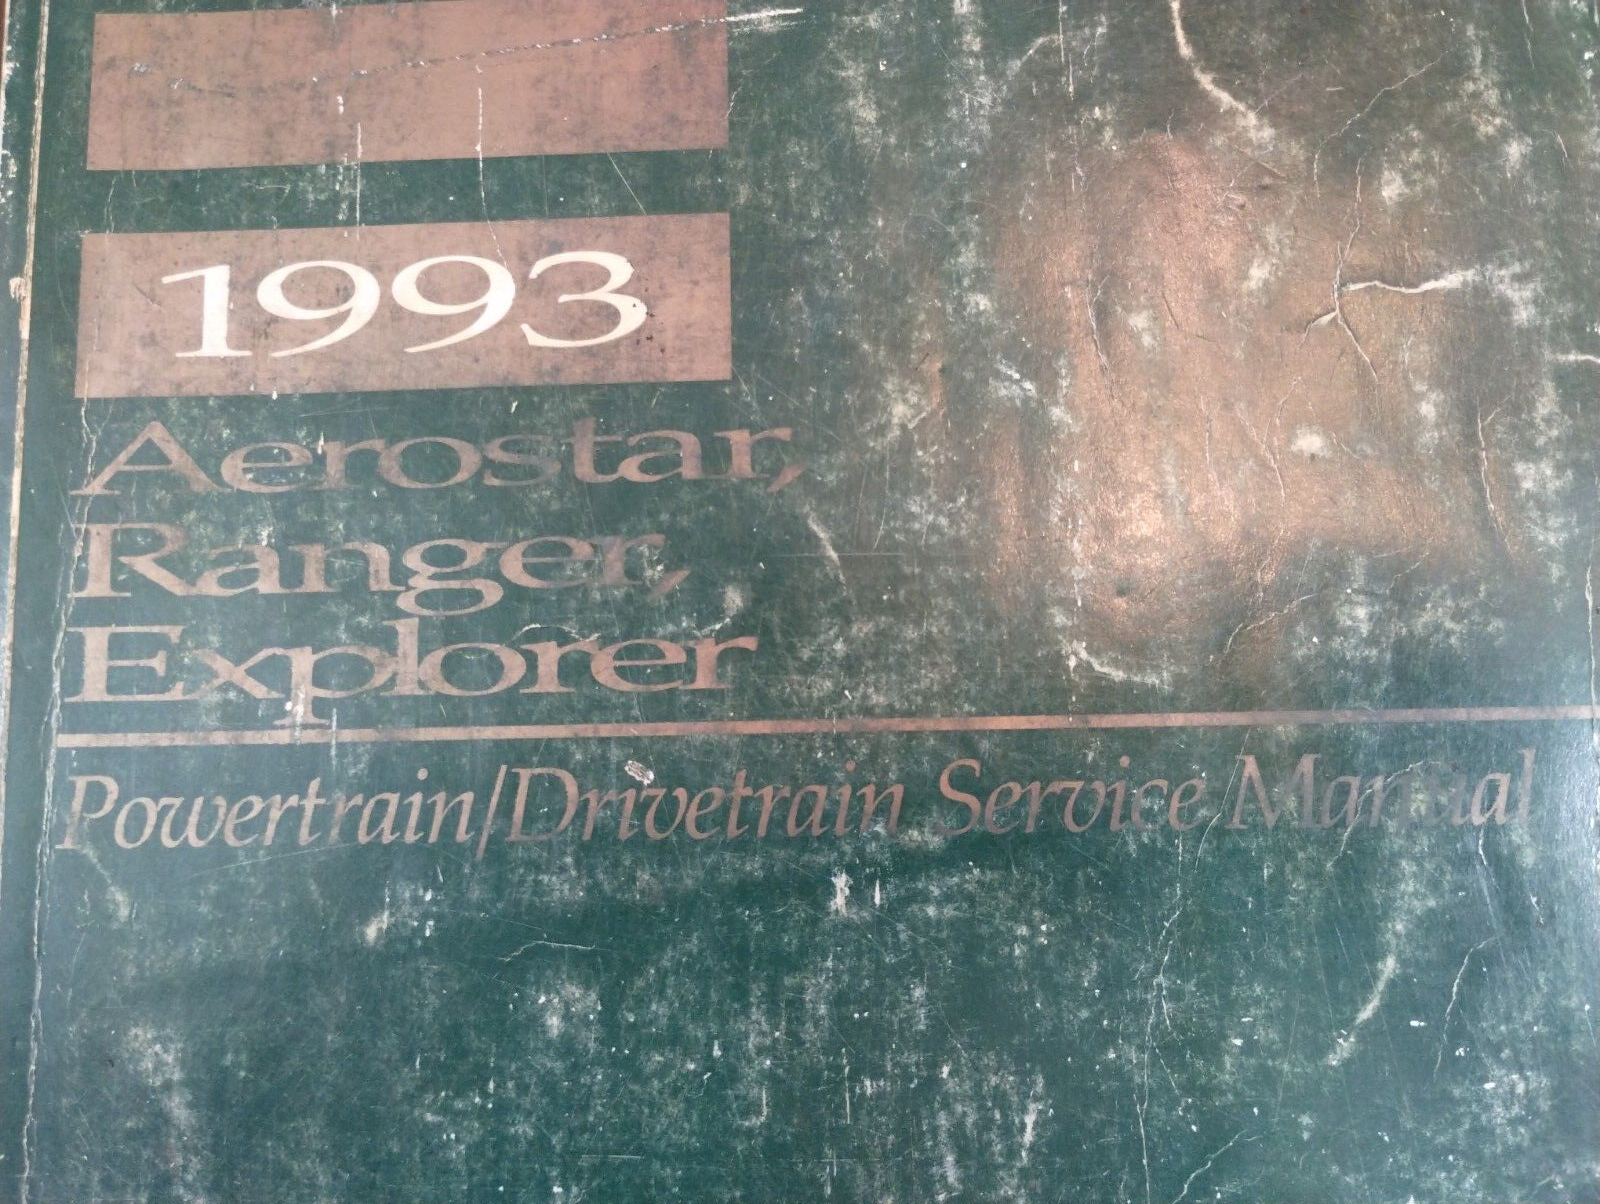 1993
Aerostar,
Ranger,
Explorer
Powertrain/Drivetrain Service Manual